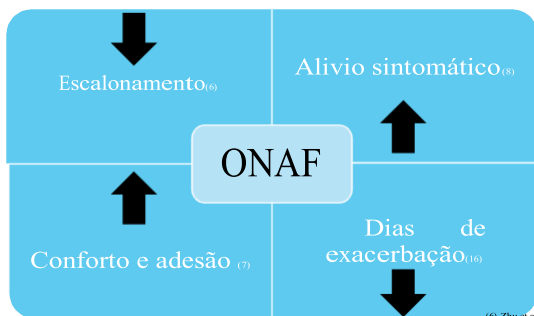 Escalonamento(6)
Alivio sintomático(8)
ONAF
Conforto e adesão (7)
Dias de
exacerbação(16)